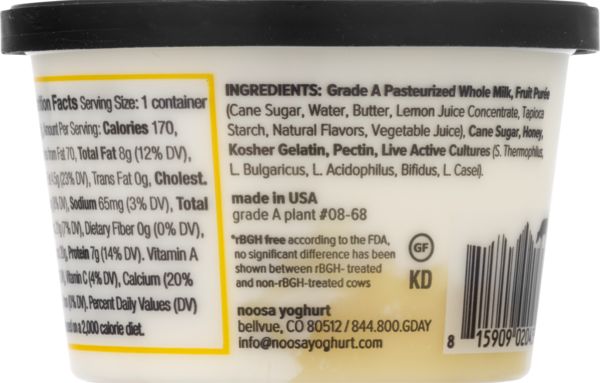 Facts Serving Size: 1 container
Amount Per Serving: Calories 170,
from Fat 70, Total Fat 8g (12% DV),
(23% DV), Trans Fat 0g, Cholest.
Sodium 65mg (3% DV), Total
(7% DV), Dietary Fiber 0g (0% DV),
Protein 7g (14% DV). Vitamin A
Vitamin C (4% DV), Calcium (20%
Percent Daily Values (DV)
on a 2,000 calorie diet.
INGREDIENTS: Grade A Pasteurized Whole Milk, Fruit Purée
(Cane Sugar, Water, Butter, Lemon Juice Concentrate, Tapioca
Starch, Natural Flavors, Vegetable Juice), Cane Sugar, Honey,
Kosher Gelatin, Pectin, Live Active Cultures (S. Thermophilus,
L. Bulgaricus, L. Acidophilus, Bifidus, L. Casei).
made in USA
grade A plant #08-68
*rBGH free according to the FDA,
no significant difference has been
shown between rBGH- treated
and non-rBGH-treated cows
GF
KD
noosa yoghurt
bellvue, CO 80512 / 844.800.GDAY
info@noosayoghurt.com
8 15909 020